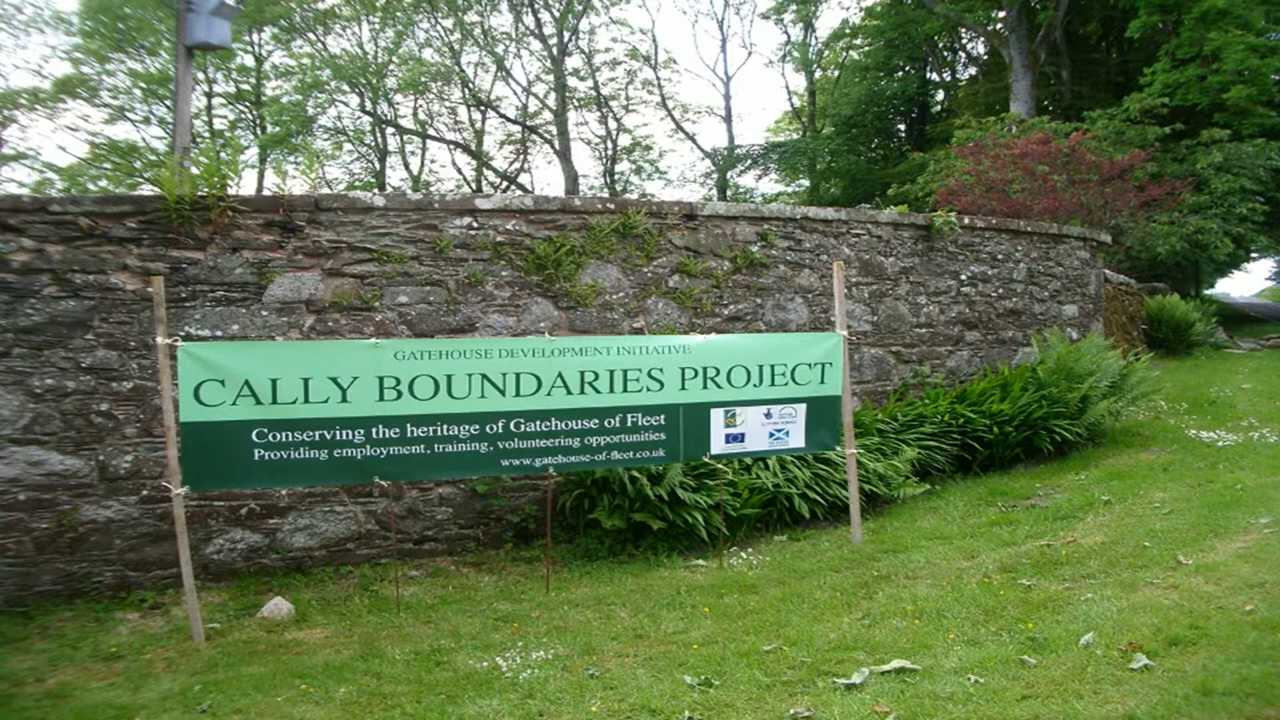 GATEHOUSE DEVELOPMENT INITIATIVE
CALLY BOUNDARIES PROJECT
Conserving the heritage of Gatehouse of Fleet
Providing employment, training, volunteering opportunities
www.gatehouse-of-fleet.co.uk